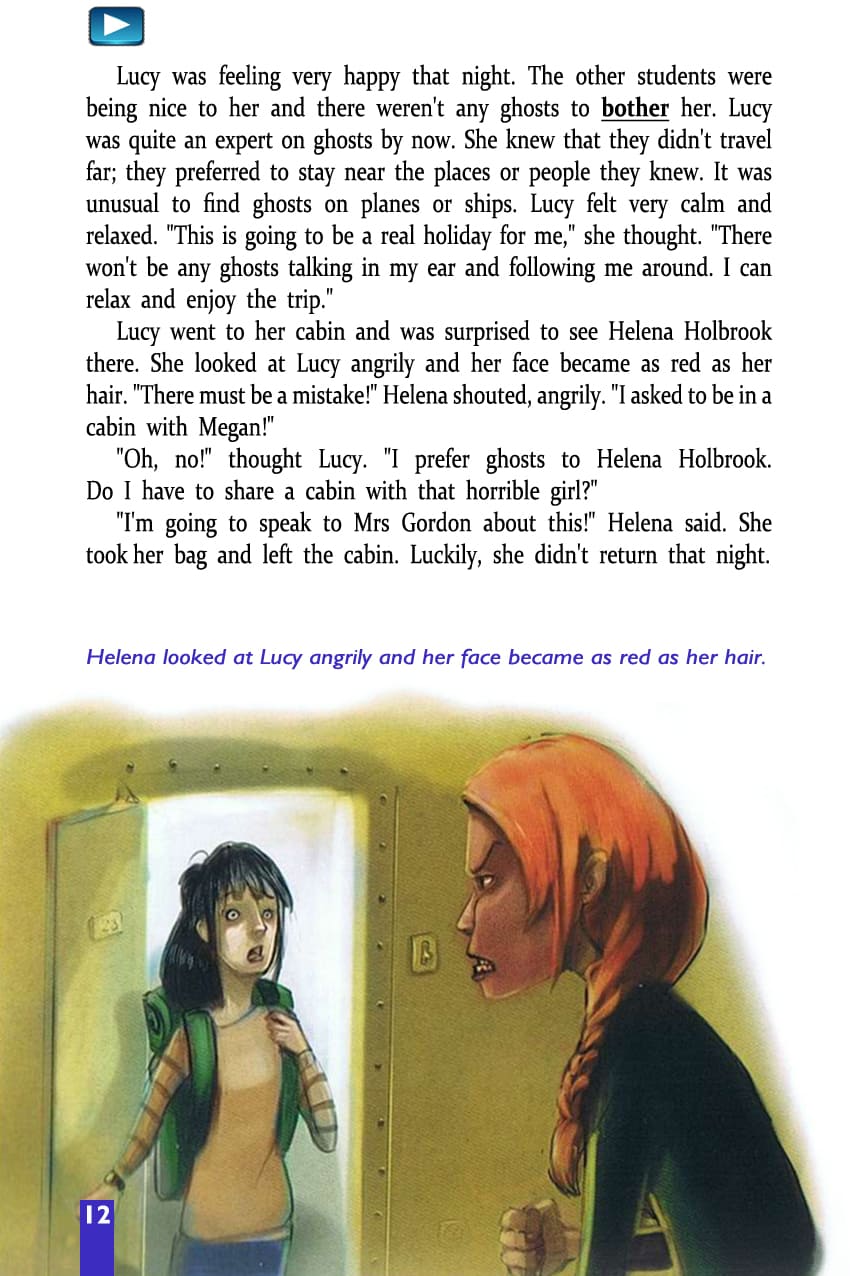 Lucy was feeling very happy that night. The other students were
being nice to her and there weren't any ghosts to bother her. Lucy
was quite an expert on ghosts by now. She knew that they didn't travel
far; they preferred to stay near the places or people they knew. It was
unusual to find ghosts on planes or ships. Lucy felt very calm and
relaxed. "This is going to be a real holiday for me," she thought. "There
won't be any ghosts talking in my ear and following me around. I can
relax and enjoy the trip."
Lucy went to her cabin and was surprised to see Helena Holbrook
there. She looked at Lucy angrily and her face became as red as her
hair. "There must be a mistake!" Helena shouted, angrily. "I asked to be in a
cabin with Megan!"
"Oh, no!" thought Lucy. "I prefer ghosts to Helena Holbrook.
Do I have to share a cabin with that horrible girl?"
"I'm going to speak to Mrs Gordon about this!" Helena said. She
took her bag and left the cabin. Luckily, she didn't return that night.
Helena looked at Lucy angrily and her face became as red as her hair.
23
12